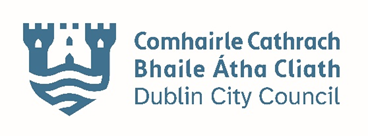 Comhairle Cathrach
Bhaile Átha Cliath
Dublin City Council